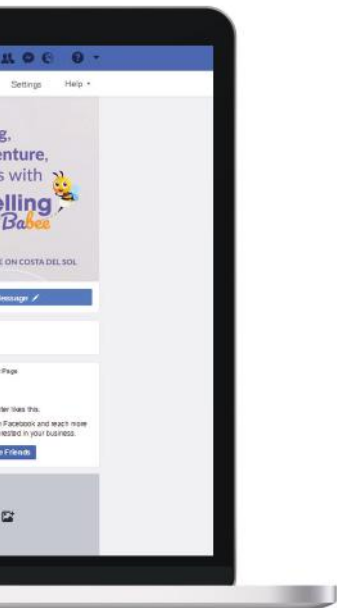 Settings Help
g,
enture,
s with
elling
Babee
E ON COSTA DEL SOL
essage
Page
ter likes this.
Facebook and reach more
rested in your business.
e Friends